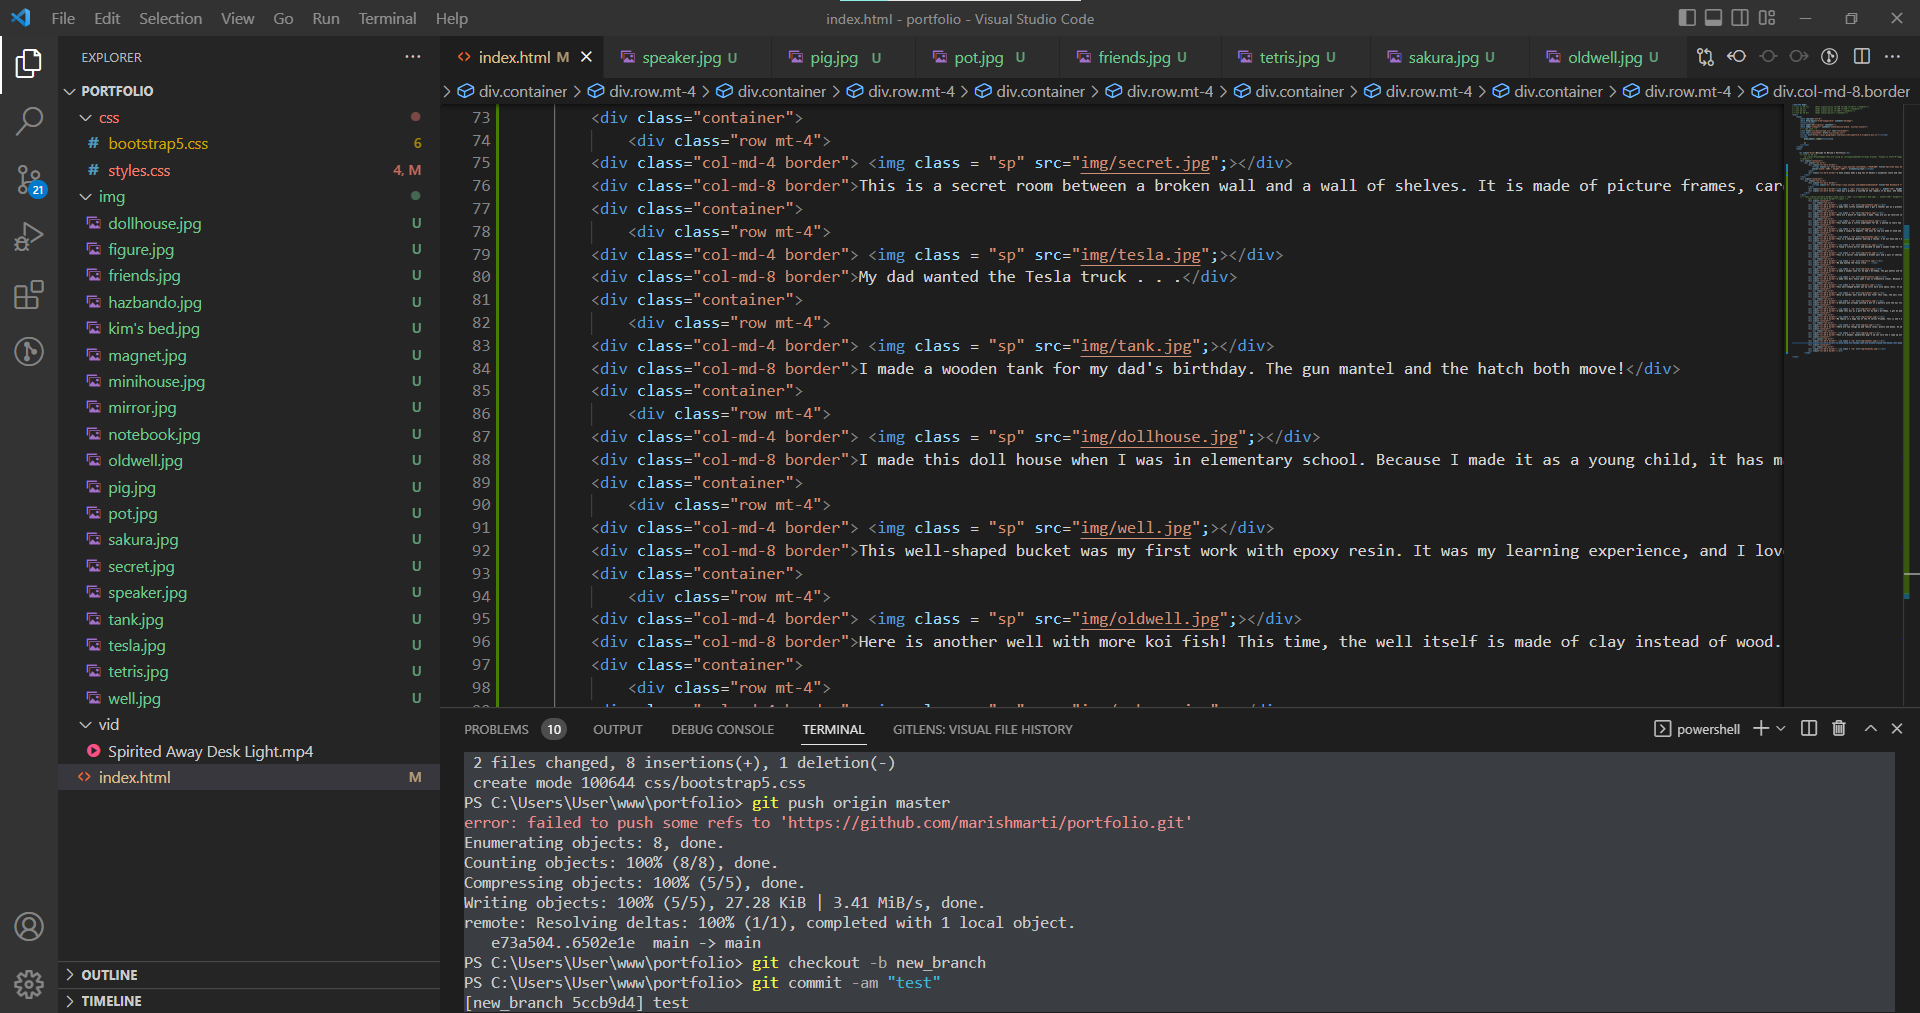 File Edit Selection View Go Run Terminal Help
index.html - portfolio - Visual Studio Code
EXPLORER
PORTFOLIO
css
# bootstrap5.css 6
# styles.css 4, M
img
dollhouse.jpg U
figure.jpg U
friends.jpg U
hazbando.jpg U
kim's bed.jpg U
magnet.jpg U
minihouse.jpg U
mirror.jpg U
notebook.jpg U
oldwell.jpg U
pig.jpg U
pot.jpg U
sakura.jpg U
secret.jpg U
speaker.jpg U
tank.jpg U
tesla.jpg U
tetris.jpg U
well.jpg U
vid
Spirited Away Desk Light.mp4
index.html M
OUTLINE
TIMELINE
21
index.html M speaker.jpg U pig.jpg U pot.jpg U friends.jpg U tetris.jpg U sakura.jpg U oldwell.jpg U
div.container > div.row.mt-4 > div.container > div.row.mt-4 > div.container > div.row.mt-4 > div.container > div.row.mt-4 > div.container > div.row.mt-4 > div.col-md-8.border
73 <div class="container">
74 <div class="row mt-4">
75 <div class="col-md-4 border"> <img class = "sp" src="img/secret.jpg";></div>
76 <div class="col-md-8 border">This is a secret room between a broken wall and a wall of shelves. It is made of picture frames, car
77 <div class="container">
78 <div class="row mt-4">
79 <div class="col-md-4 border"> <img class = "sp" src="img/tesla.jpg";></div>
80 <div class="col-md-8 border">My dad wanted the Tesla truck . . .</div>
81 <div class="container">
82 <div class="row mt-4">
83 <div class="col-md-4 border"> <img class = "sp" src="img/tank.jpg";></div>
84 <div class="col-md-8 border">I made a wooden tank for my dad's birthday. The gun mantel and the hatch both move!</div>
85 <div class="container">
86 <div class="row mt-4">
87 <div class="col-md-4 border"> <img class = "sp" src="img/dollhouse.jpg";></div>
88 <div class="col-md-8 border">I made this doll house when I was in elementary school. Because I made it as a young child, it has m
89 <div class="container">
90 <div class="row mt-4">
91 <div class="col-md-4 border"> <img class = "sp" src="img/well.jpg";></div>
92 <div class="col-md-8 border">This well-shaped bucket was my first work with epoxy resin. It was my learning experience, and I lov
93 <div class="container">
94 <div class="row mt-4">
95 <div class="col-md-4 border"> <img class = "sp" src="img/oldwell.jpg";></div>
96 <div class="col-md-8 border">Here is another well with more koi fish! This time, the well itself is made of clay instead of wood.
97 <div class="container">
98 <div class="row mt-4">
PROBLEMS 10 OUTPUT DEBUG CONSOLE TERMINAL GITLENS: VISUAL FILE HISTORY powershell
2 files changed, 8 insertions(+), 1 deletion(-)
create mode 100644 css/bootstrap5.css
PS C:\Users\User\www\portfolio> git push origin master
error: failed to push some refs to 'https://github.com/marishmarti/portfolio.git'
Enumerating objects: 8, done.
Counting objects: 100% (8/8), done.
Compressing objects: 100% (5/5), done.
Writing objects: 100% (5/5), 27.28 KiB | 3.41 MiB/s, done.
remote: Resolving deltas: 100% (1/1), completed with 1 local object.
e73a504..6502e1e main -> main
PS C:\Users\User\www\portfolio> git checkout -b new_branch
PS C:\Users\User\www\portfolio> git commit -am "test"
[new_branch 5ccb9d4] test